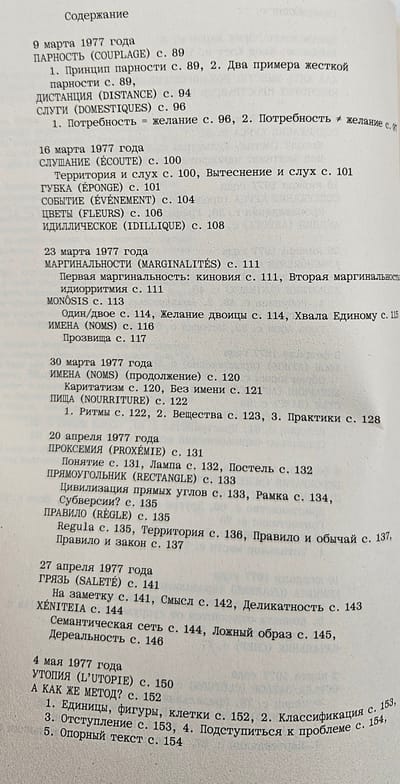 Содержание
9 марта 1977 года
ПАРНОСТЬ (COUPLAGE) с. 89
1. Принцип парности с. 89, 2. Два примера жесткой
парности с. 89,
ДИСТАНЦИЯ (DISTANCE) с. 94
СЛУГИ (DOMESTIQUES) с. 96
1. Потребность = желание с. 96, 2. Потребность ≠ желание с. 97
16 марта 1977 года
СЛУШАНИЕ (ÉCOUTE) с. 100
Территория и слух с. 100, Вытеснение и слух с. 101
ГУБКА (ÉPONGE) с. 101
СОБЫТИЕ (ÉVÉNEMENT) с. 104
ЦВЕТЫ (FLEURS) с. 106
ИДИЛЛИЧЕСКОЕ (IDILLIQUE) с. 108
23 марта 1977 года
МАРГИНАЛЬНОСТИ (MARGINALITÉS) с. 111
Первая маргинальность: киновия с. 111, Вторая маргинальность:
идиорритмия с. 111
MONÔSIS с. 113
Один/двое с. 114, Желание двоицы с. 114, Хвала Единому с. 115
ИМЕНА (NOMS) с. 116
Прозвища с. 117
30 марта 1977 года
ИМЕНА (NOMS) (продолжение) с. 120
Каритатизм с. 120, Без имени с. 121
ПИЩА (NOURRITURE) с. 122
1. Ритмы с. 122, 2. Вещества с. 123, 3. Практики с. 128
20 апреля 1977 года
ПРОКСЕМИЯ (PROXÉMIE) с. 131
Понятие с. 131, Лампа с. 132, Постель с. 132
ПРЯМОУГОЛЬНИК (RECTANGLE) с. 133
Цивилизация прямых углов с. 133, Рамка с. 134,
Субверсии? с. 135
ПРАВИЛО (RÈGLE) с. 135
Regula с. 135, Территория с. 136, Правило и обычай с. 137,
Правило и закон с. 137
27 апреля 1977 года
ГРЯЗЬ (SALETÉ) с. 141
На заметку с. 141, Смысл с. 142, Деликатность с. 143
XÉNITEIA с. 144
Семантическая сеть с. 144, Ложный образ с. 145,
Дереальность с. 146
4 мая 1977 года
УТОПИЯ (L'UTOPIE) с. 150
А КАК ЖЕ МЕТОД? с. 152
1. Единицы, фигуры, клетки с. 152, 2. Классификация с. 153,
3. Отступление с. 153, 4. Подступиться к проблеме с. 154,
5. Опорный текст с. 154